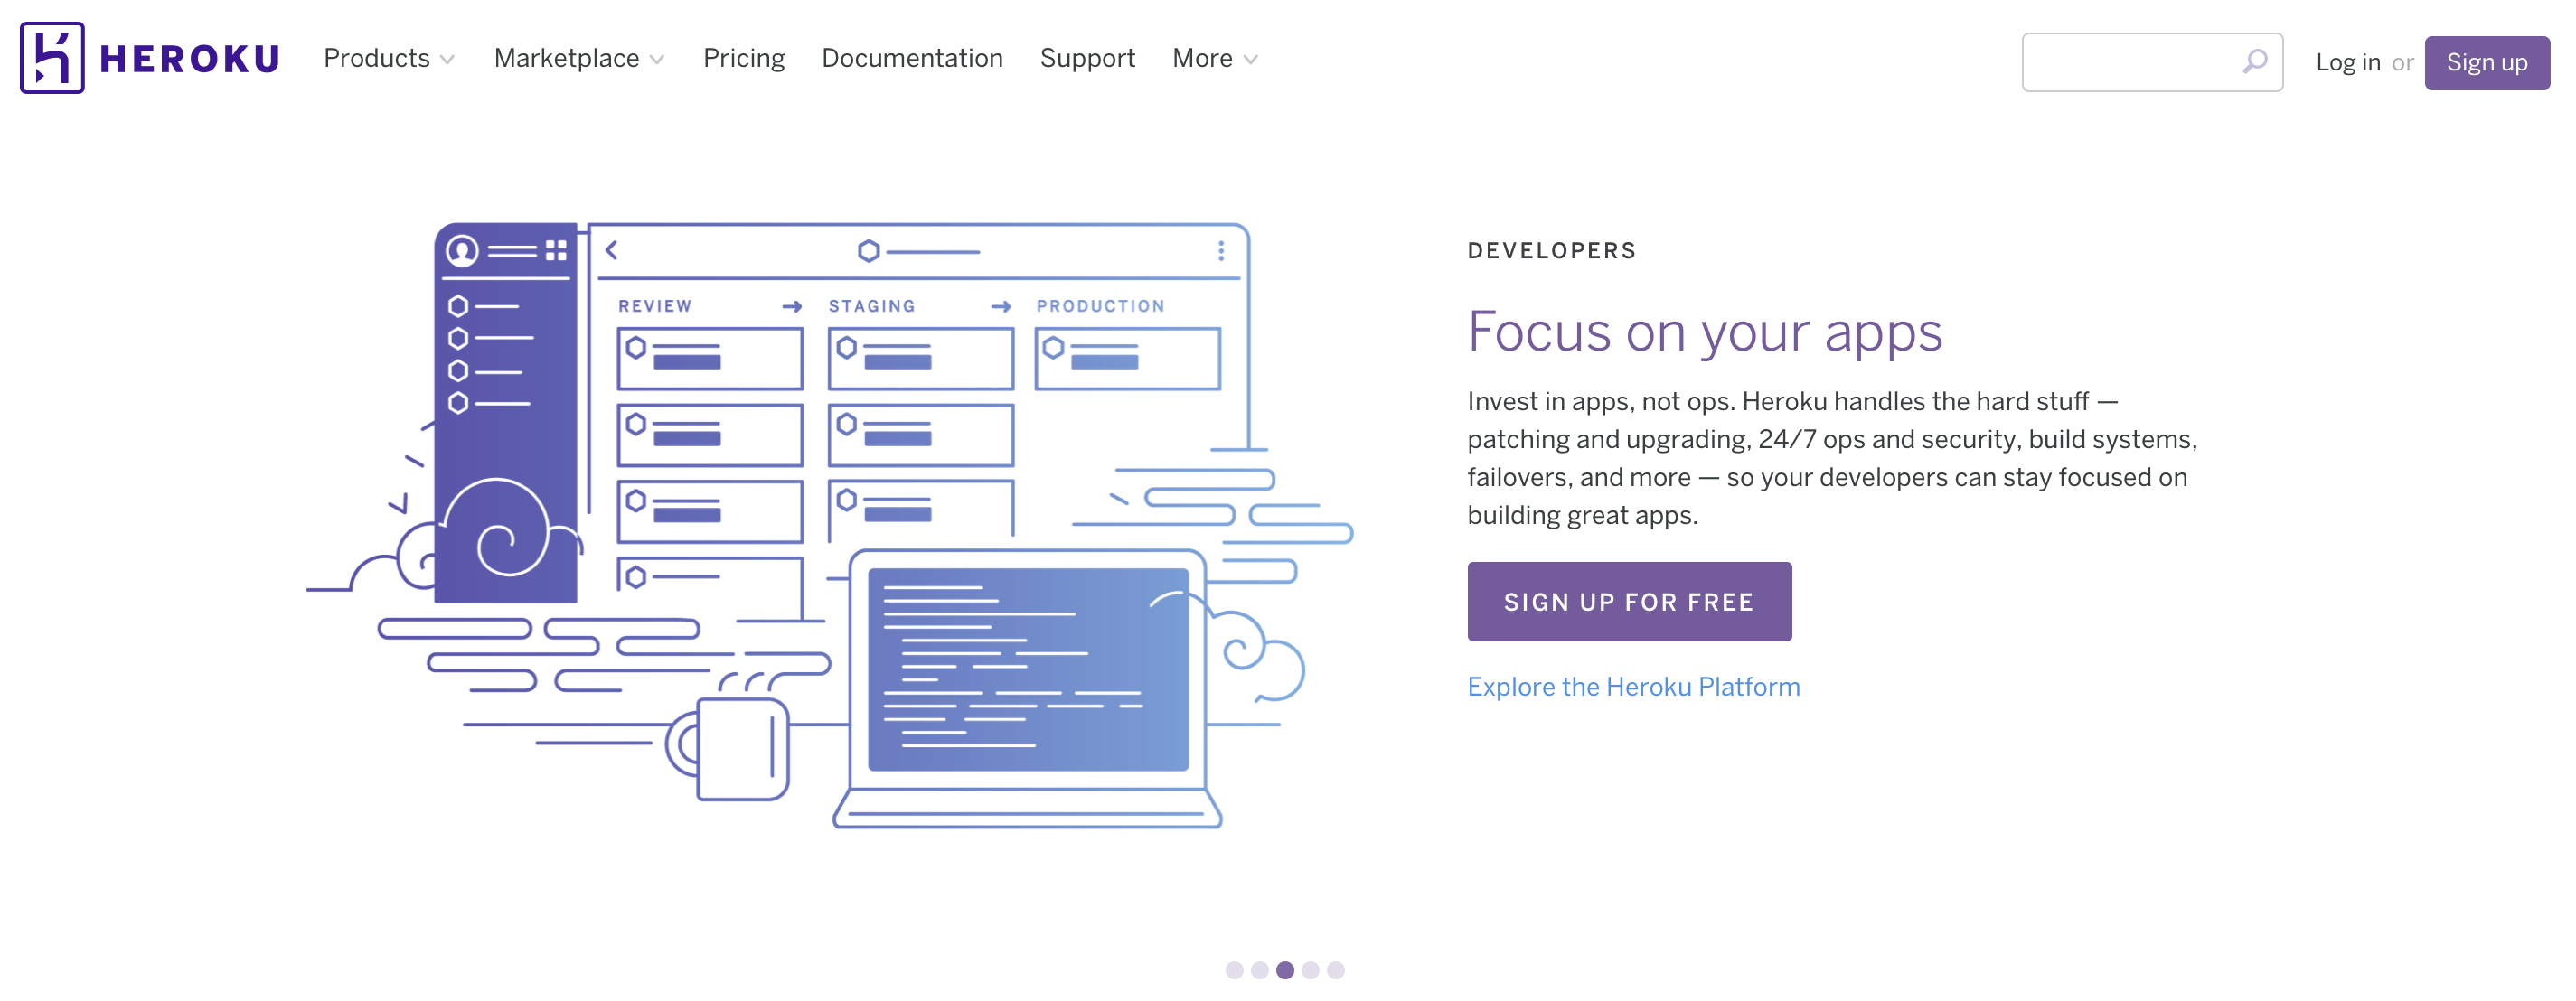 HEROKU
Products
Marketplace
Pricing
Documentation
Support
More
Log in or Sign up
REVIEW
STAGING
PRODUCTION
DEVELOPERS
Focus on your apps
Invest in apps, not ops. Heroku handles the hard stuff —
patching and upgrading, 24/7 ops and security, build systems,
failovers, and more — so your developers can stay focused on
building great apps.
SIGN UP FOR FREE
Explore the Heroku Platform